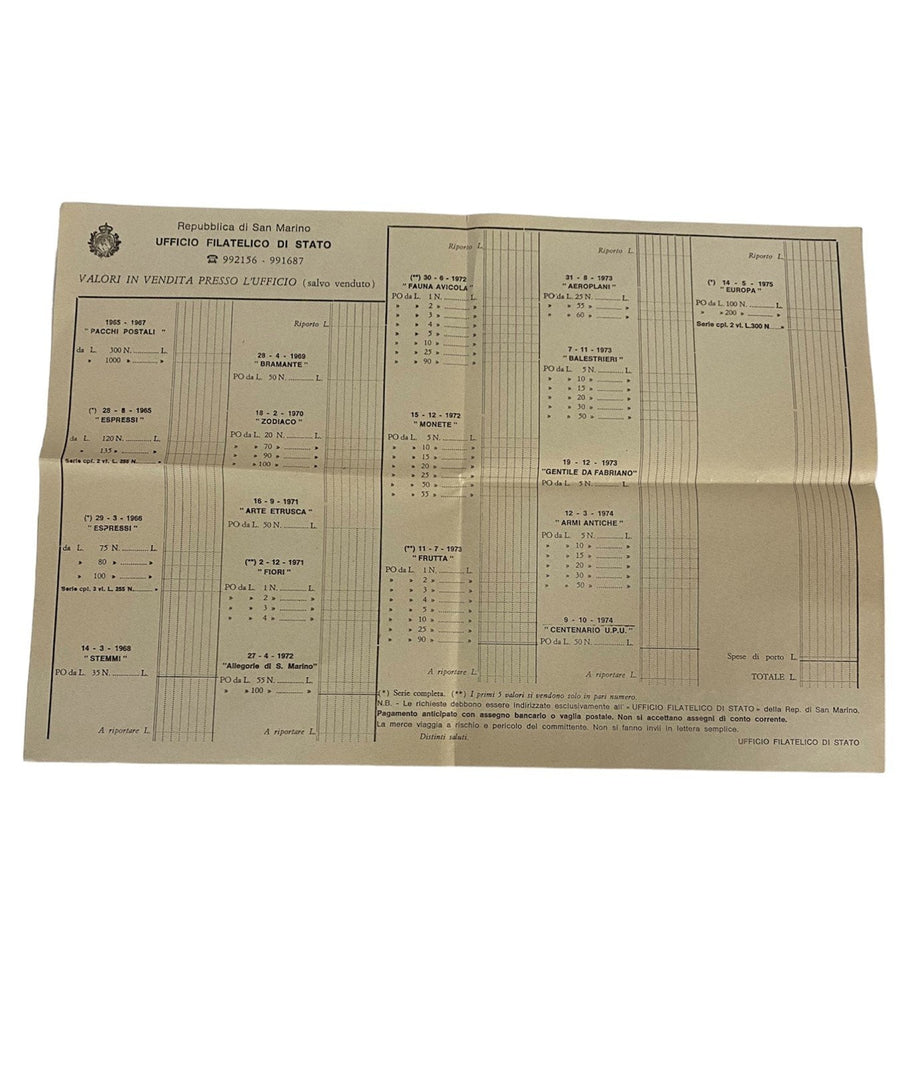 Repubblica di San Marino
UFFICIO FILATELICO DI STATO
☎ 992156 - 991687
VALORI IN VENDITA PRESSO L'UFFICIO (salvo venduto)
1965 - 1967
" PACCHI POSTALI "
da L. 300 N. ............ L.
» 1000 » ............ »
(*) 28 - 8 - 1965
" ESPRESSI "
da L. 120 N. ............ L.
» 135 » ............ »
Serie cpl. 2 vl. L. 255 N. ............ »
(*) 29 - 3 - 1966
" ESPRESSI "
da L. 75 N. ............ L.
» 80 » ............ »
» 100 » ............ »
Serie cpl. 3 vl. L. 255 N. ............ »
14 - 3 - 1968
" STEMMI "
PO da L. 35 N. ............ L.
A riportare L.
Riporto L.
28 - 4 - 1969
" BRAMANTE "
PO da L. 50 N. ............ L.
18 - 2 - 1970
" ZODIACO "
PO da L. 20 N. ............ L.
» » 70 » ............ »
» » 90 » ............ »
» » 100 » ............ »
16 - 9 - 1971
" ARTE ETRUSCA "
PO da L. 50 N. ............ L.
(**) 2 - 12 - 1971
" FIORI "
PO da L. 1 N. ............ L.
» » 2 » ............ »
» » 3 » ............ »
» » 4 » ............ »
27 - 4 - 1972
"Allegorie di S. Marino"
PO da L. 55 N. ............ L.
» » 100 » ............ »
A riportare L.
Riporto L.
(**) 30 - 6 - 1972
" FAUNA AVICOLA "
PO da L. 1 N. ............ L.
» » 2 » ............ »
» » 3 » ............ »
» » 4 » ............ »
» » 5 » ............ »
» » 10 » ............ »
» » 25 » ............ »
» » 90 » ............ »
15 - 12 - 1972
" MONETE "
PO da L. 5 N. ............ L.
» » 10 » ............ »
» » 15 » ............ »
» » 20 » ............ »
» » 25 » ............ »
» » 50 » ............ »
» » 55 » ............ »
(**) 11 - 7 - 1973
" FRUTTA "
PO da L. 1 N. ............ L.
» » 2 » ............ »
» » 3 » ............ »
» » 4 » ............ »
» » 5 » ............ »
» » 10 » ............ »
» » 25 » ............ »
» » 90 » ............ »
A riportare L.
Riporto L.
31 - 8 - 1973
" AEROPLANI "
PO da L. 25 N. ............ L.
» » 55 » ............ »
» » 60 » ............ »
7 - 11 - 1973
" BALESTRIERI "
PO da L. 5 N. ............ L.
» » 10 » ............ »
» » 15 » ............ »
» » 20 » ............ »
» » 30 » ............ »
» » 50 » ............ »
19 - 12 - 1973
"GENTILE DA FABRIANO"
PO da L. 5 N. ............ L.
12 - 3 - 1974
" ARMI ANTICHE "
PO da L. 5 N. ............ L.
» » 10 » ............ »
» » 15 » ............ »
» » 20 » ............ »
» » 30 » ............ »
» » 50 » ............ »
9 - 10 - 1974
"CENTENARIO U.P.U."
PO da L. 50 N. ............ L.
A riportare L.
Riporto L.
(*) 14 - 5 - 1975
" EUROPA "
PO da L. 100 N. ............ L.
» » 200 » ............ »
Serie cpl. 2 vl. L. 300 N. ............ »
Spese di porto L.
TOTALE L.
(*) Serie completa. (**) I primi 5 valori si vendono solo in pari numero.
N.B. - Le richieste debbono essere indirizzate esclusivamente all' « UFFICIO FILATELICO DI STATO » della Rep. di San Marino.
Pagamento anticipato con assegno bancario o vaglia postale. Non si accettano assegni di conto corrente.
La merce viaggia a rischio e pericolo del committente. Non si fanno invii in lettera semplice.
Distinti saluti.
UFFICIO FILATELICO DI STATO